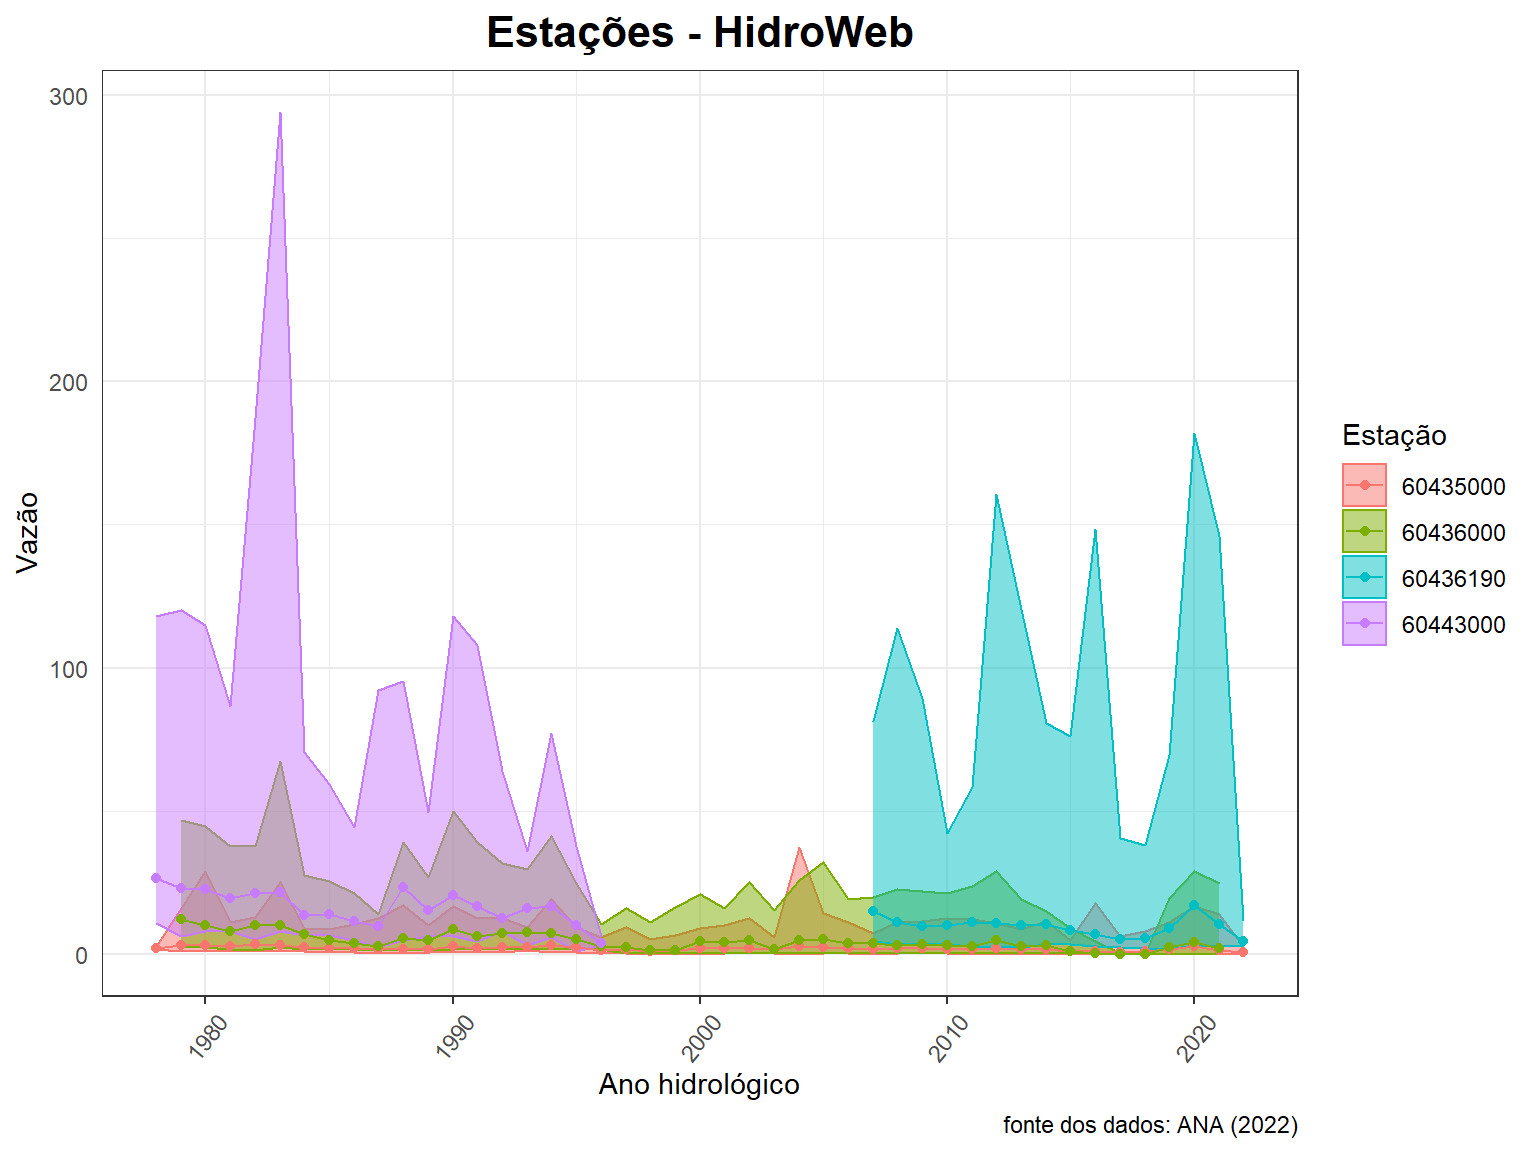 Estações - HidroWeb
300
200
100
0
Vazão
1980
1990
2000
2010
2020
Ano hidrológico
fonte dos dados: ANA (2022)
Estação
60435000
60436000
60436190
60443000